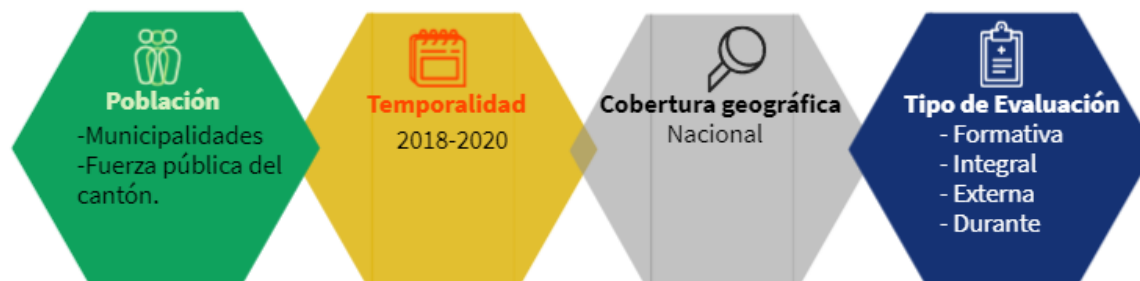 Población
-Municipalidades
-Fuerza pública del
cantón.
Temporalidad
2018-2020
Cobertura geográfica
Nacional
Tipo de Evaluación
- Formativa
- Integral
- Externa
- Durante